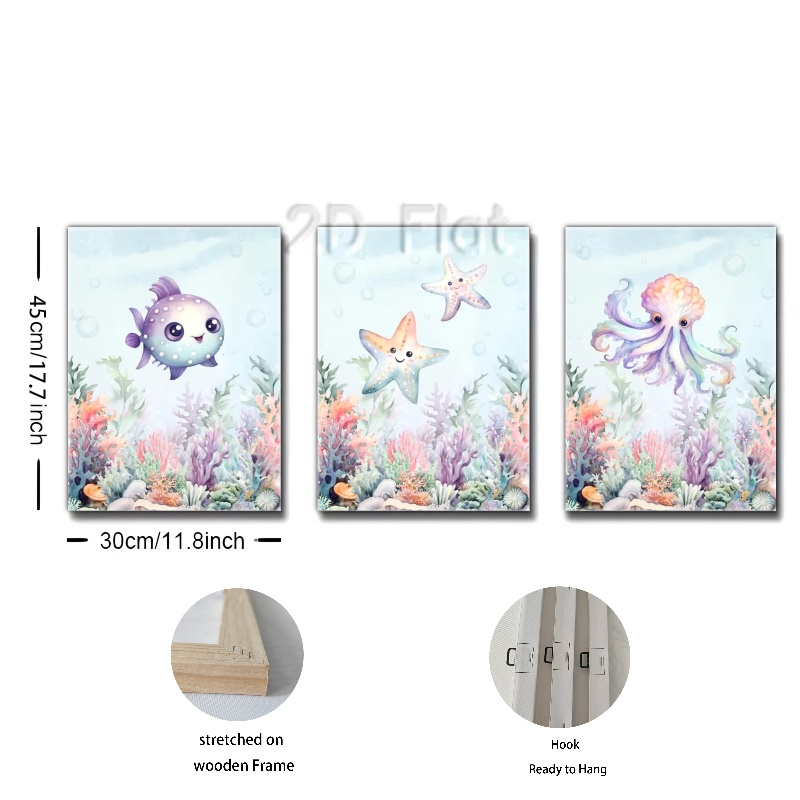 2D Flat
45cm/17.7inch
30cm/11.8inch
stretched on
wooden Frame
Hook
Ready to Hang